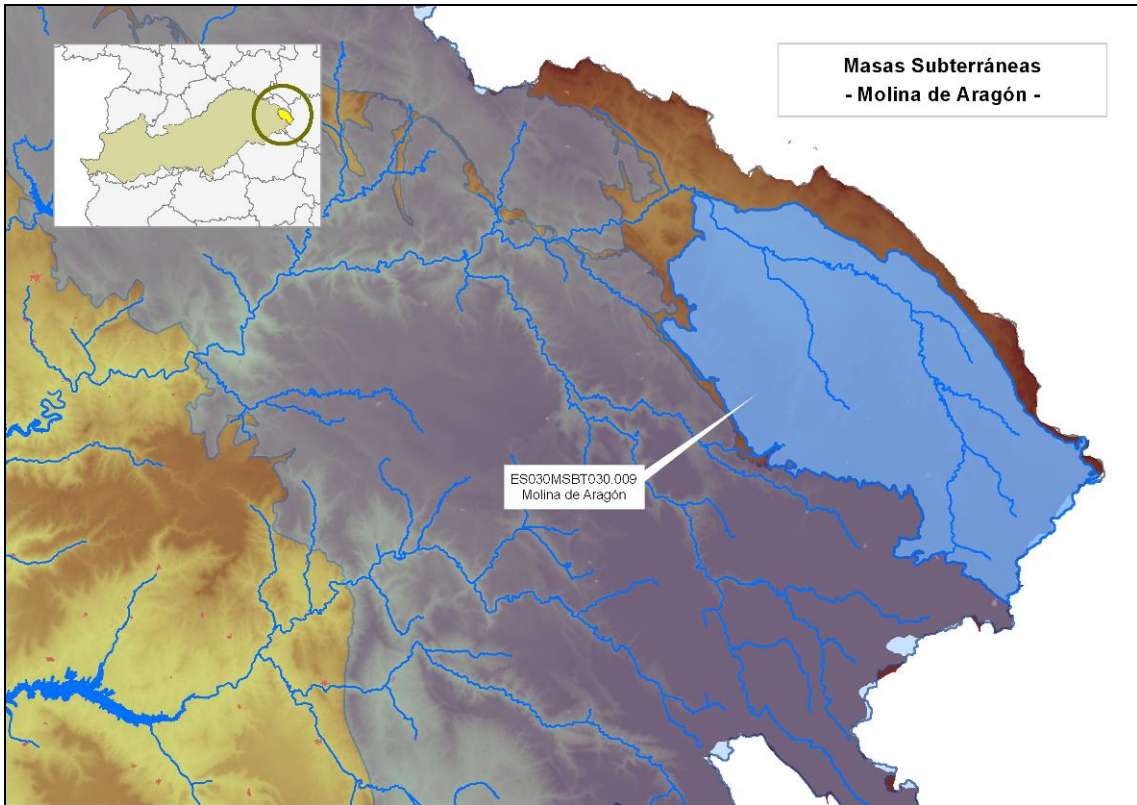 Masas Subterráneas
- Molina de Aragón -
ES030MSBT030.009
Molina de Aragón